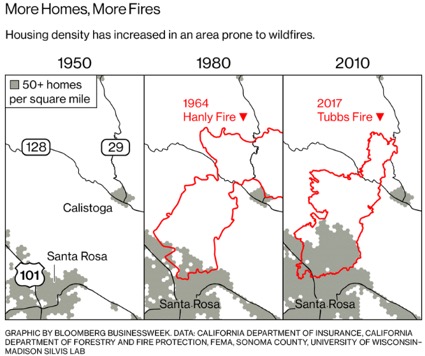 More Homes, More Fires
Housing density has increased in an area prone to wildfires.
1950
1980
2010
50+ homes
per square mile
1964
Hanly Fire ▼
2017
Tubbs Fire ▼
128
29
Calistoga
Santa Rosa
101
Santa Rosa
Santa Rosa
GRAPHIC BY BLOOMBERG BUSINESSWEEK. DATA: CALIFORNIA DEPARTMENT OF INSURANCE, CALIFORNIA
DEPARTMENT OF FORESTRY AND FIRE PROTECTION, FEMA, SONOMA COUNTY, UNIVERSITY OF WISCONSIN-
MADISON SILVIS LAB